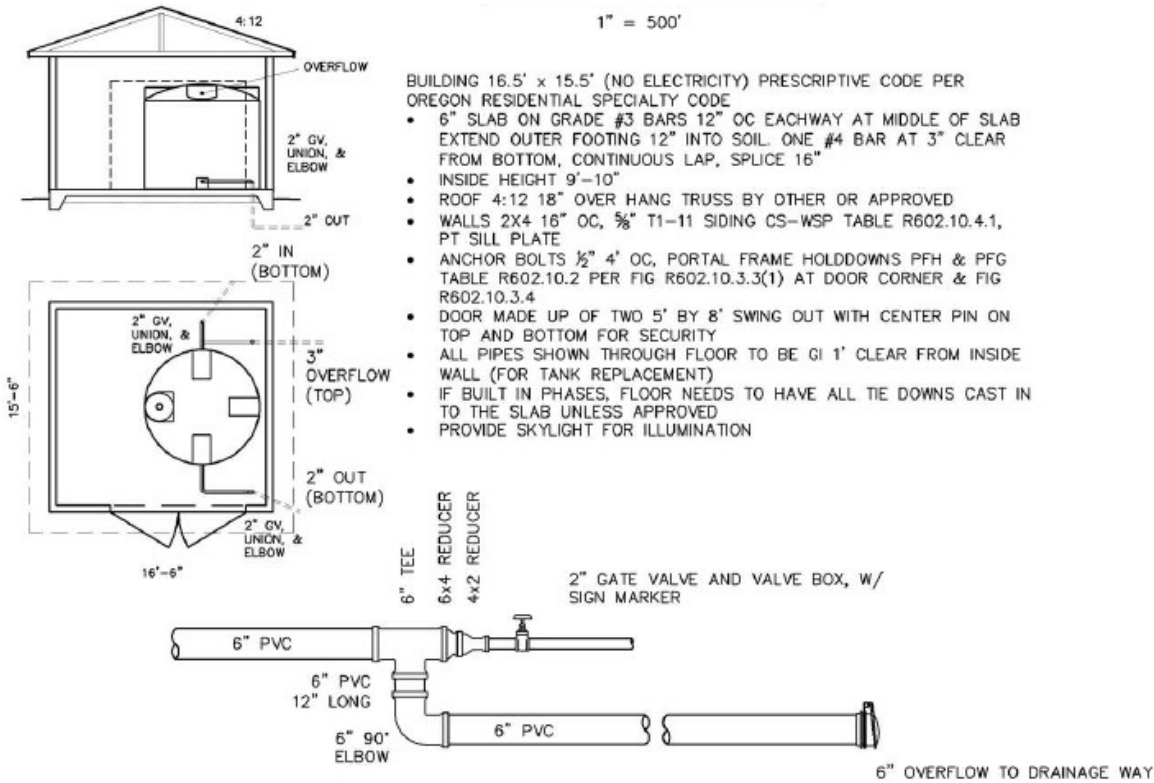 1" = 500'
4:12
OVERFLOW
2" GV,
UNION, &
ELBOW
2" OUT
BUILDING 16.5' x 15.5' (NO ELECTRICITY) PRESCRIPTIVE CODE PER
OREGON RESIDENTIAL SPECIALTY CODE
• 6" SLAB ON GRADE #3 BARS 12" OC EACHWAY AT MIDDLE OF SLAB
EXTEND OUTER FOOTING 12" INTO SOIL. ONE #4 BAR AT 3" CLEAR
FROM BOTTOM, CONTINUOUS LAP, SPLICE 16"
• INSIDE HEIGHT 9'-10"
• ROOF 4:12 18" OVER HANG TRUSS BY OTHER OR APPROVED
• WALLS 2X4 16" OC, ⅝" T1-11 SIDING CS-WSP TABLE R602.10.4.1,
PT SILL PLATE
• ANCHOR BOLTS ½" 4' OC, PORTAL FRAME HOLDDOWNS PFH & PFG
TABLE R602.10.2 PER FIG R602.10.3.3(1) AT DOOR CORNER & FIG
R602.10.3.4
• DOOR MADE UP OF TWO 5' BY 8' SWING OUT WITH CENTER PIN ON
TOP AND BOTTOM FOR SECURITY
• ALL PIPES SHOWN THROUGH FLOOR TO BE GI 1' CLEAR FROM INSIDE
WALL (FOR TANK REPLACEMENT)
• IF BUILT IN PHASES, FLOOR NEEDS TO HAVE ALL TIE DOWNS CAST IN
TO THE SLAB UNLESS APPROVED
• PROVIDE SKYLIGHT FOR ILLUMINATION
2" IN
(BOTTOM)
2" GV,
UNION, &
ELBOW
3"
OVERFLOW
(TOP)
15'-6"
2" OUT
(BOTTOM)
2" GV,
UNION, &
ELBOW
16'-6"
6" TEE
6x4 REDUCER
4x2 REDUCER
2" GATE VALVE AND VALVE BOX, W/
SIGN MARKER
6" PVC
6" PVC
12" LONG
6" 90°
ELBOW
6" PVC
6" OVERFLOW TO DRAINAGE WAY